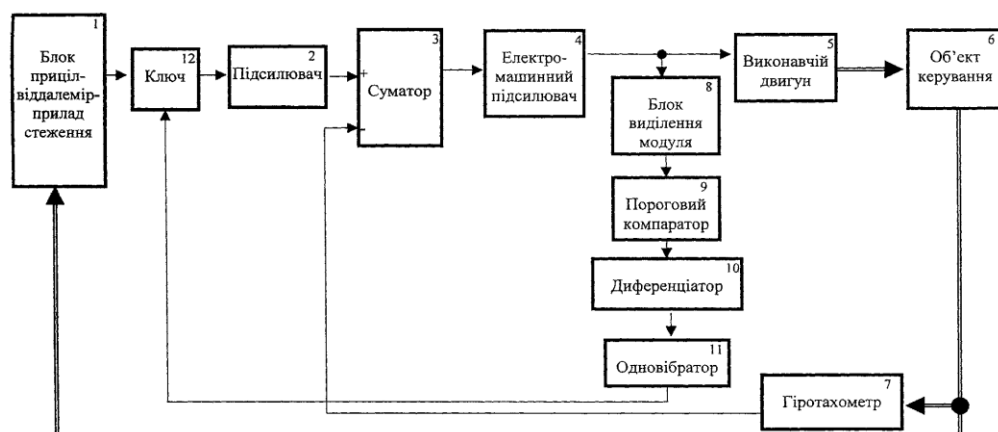 1
Блок
приціл-
віддалемір-
прилад
стеження
12
Ключ
2
Підсилювач
3
+
Суматор
-
4
Електро-
машинний
підсилювач
5
Виконавчій
двигун
6
Об’єкт
керування
8
Блок
виділення
модуля
9
Пороговий
компаратор
10
Диференціатор
11
Одновібратор
7
Гіротахометр